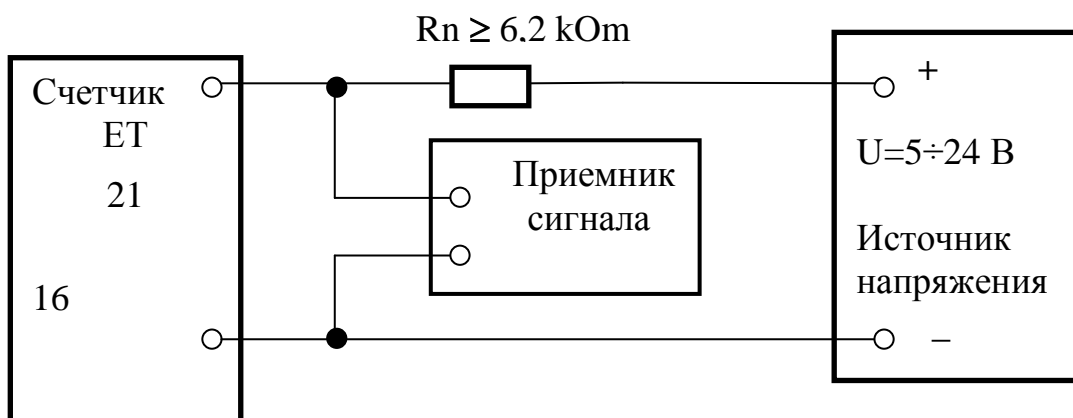 Rn ≥ 6,2 kOm
Счетчик
ЕТ
21
16
Приемник
сигнала
+
U=5÷24 В
Источник
напряжения
–